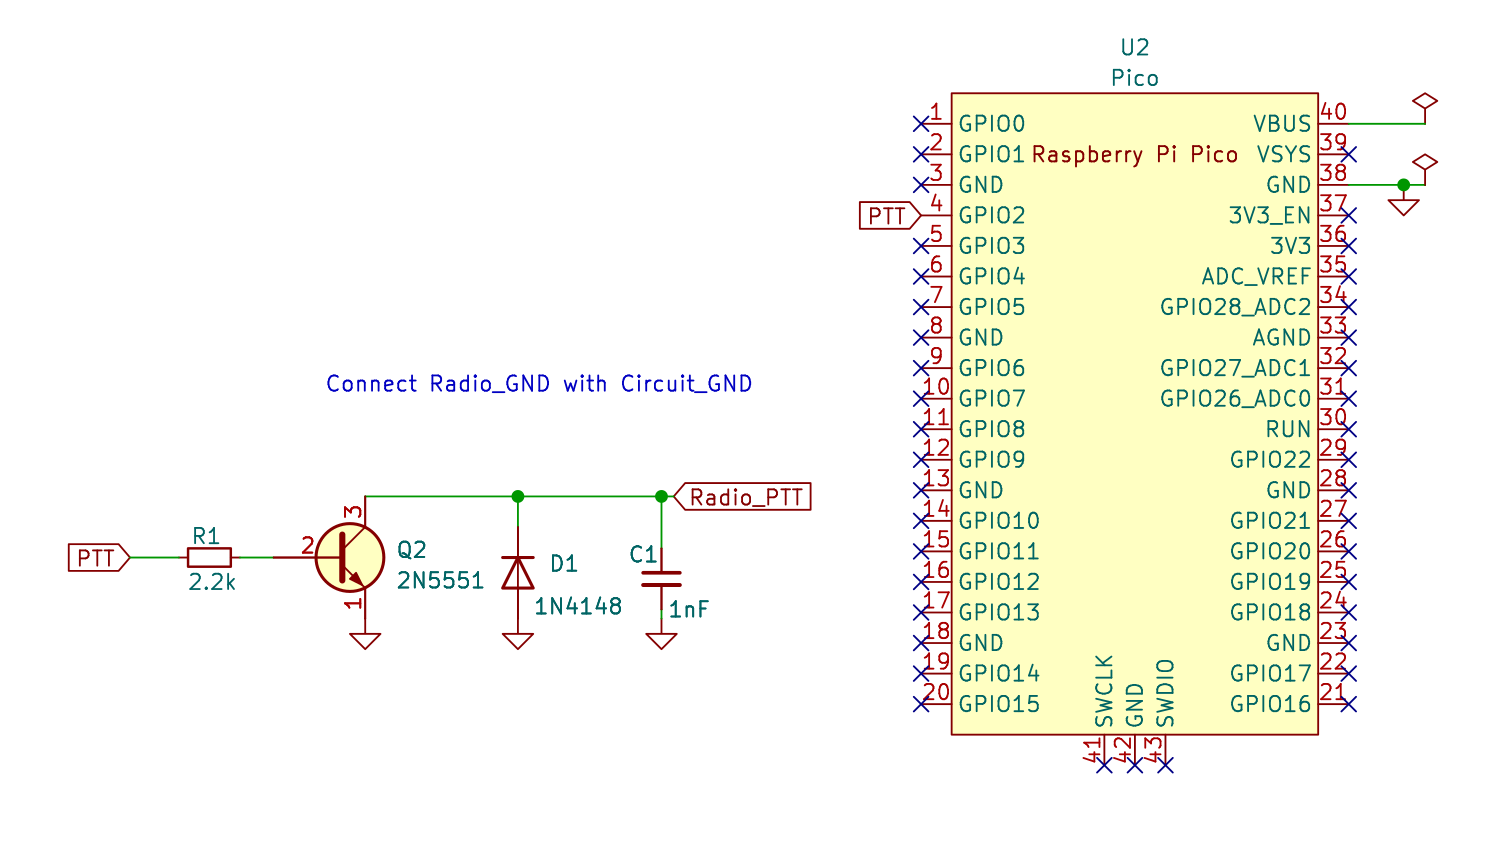 U2
Pico
Raspberry Pi Pico
1 GPIO0
2 GPIO1
3 GND
PTT 4 GPIO2
5 GPIO3
6 GPIO4
7 GPIO5
8 GND
9 GPIO6
10 GPIO7
11 GPIO8
12 GPIO9
13 GND
14 GPIO10
15 GPIO11
16 GPIO12
17 GPIO13
18 GND
19 GPIO14
20 GPIO15
VBUS 40
VSYS 39
GND 38
3V3_EN 37
3V3 36
ADC_VREF 35
GPIO28_ADC2 34
AGND 33
GPIO27_ADC1 32
GPIO26_ADC0 31
RUN 30
GPIO22 29
GND 28
GPIO21 27
GPIO20 26
GPIO19 25
GPIO18 24
GND 23
GPIO17 22
GPIO16 21
SWCLK 41
GND 42
SWDIO 43
Connect Radio_GND with Circuit_GND
PTT
R1
2.2k
2
3
1
Q2
2N5551
D1
1N4148
C1
1nF
Radio_PTT